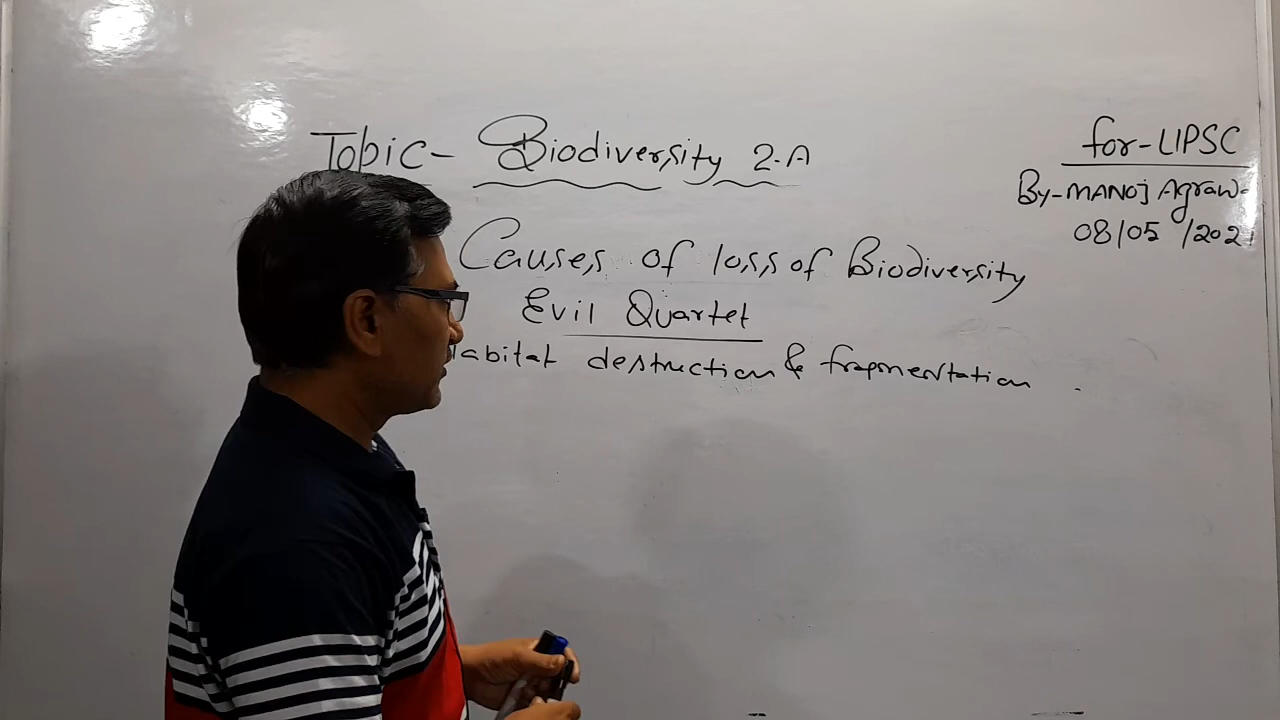 Topic - Biodiversity 2.A
for - UPSC
By - MANOJ Agraw
08/05/202
Causes of loss of Biodiversity
Evil Quartet
abitat destruction & fragmentation